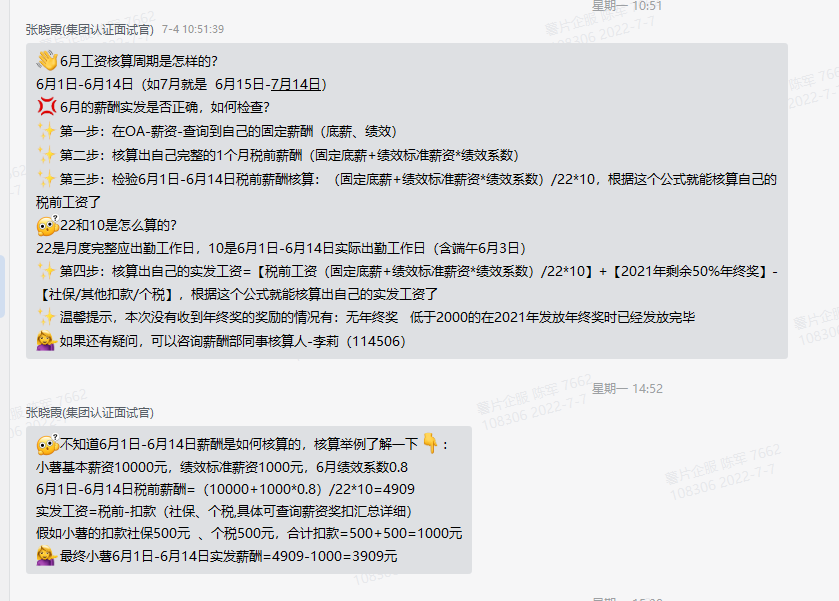 星期一 10:51
张晓霞(集团认证面试官) 7-4 10:51:39
6月工资核算周期是怎样的?
6月1日-6月14日（如7月就是 6月15日-7月14日）
6月的薪酬实发是否正确，如何检查?
第一步：在OA-薪资-查询到自己的固定薪酬（底薪、绩效）
第二步：核算出自己完整的1个月税前薪酬（固定底薪+绩效标准薪资*绩效系数）
第三步：检验6月1日-6月14日税前薪酬核算：（固定底薪+绩效标准薪资*绩效系数）/22*10，根据这个公式就能核算自己的
税前工资了
22和10是怎么算的?
22是月度完整应出勤工作日，10是6月1日-6月14日实际出勤工作日（含端午6月3日）
第四步：核算出自己的实发工资=【税前工资（固定底薪+绩效标准薪资*绩效系数）/22*10】+【2021年剩余50%年终奖】-
【社保/其他扣款/个税】，根据这个公式就能核算出自己的实发工资了
温馨提示，本次没有收到年终奖的奖励的情况有：无年终奖 低于2000的在2021年发放年终奖时已经发放完毕
如果还有疑问，可以咨询薪酬部同事核算人-李莉（114506）
星期一 14:52
张晓霞(集团认证面试官)
不知道6月1日-6月14日薪酬是如何核算的，核算举例了解一下：
小薯基本薪资10000元，绩效标准薪资1000元，6月绩效系数0.8
6月1日-6月14日税前薪酬=（10000+1000*0.8）/22*10=4909
实发工资=税前-扣款（社保、个税,具体可查询薪资奖扣汇总详细）
假如小薯的扣款社保500元 、个税500元，合计扣款=500+500=1000元
最终小薯6月1日-6月14日实发薪酬=4909-1000=3909元
薯片企服 陈军 7662
108306 2022-7-7